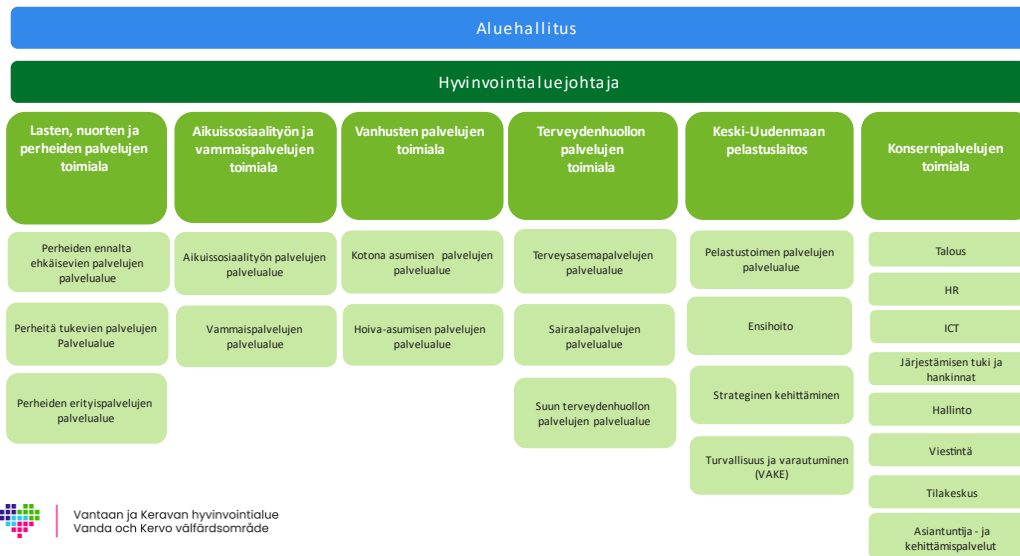 Aluehallitus
Hyvinvointialuejohtaja
Lasten, nuorten ja
perheiden palvelujen
toimiala
Perheiden ennalta
ehkäisevien palvelujen
palvelualue
Perheitä tukevien palvelujen
Palvelualue
Perheiden erityispalvelujen
palvelualue
Aikuissosiaalityön ja
vammaispalvelujen
toimiala
Aikuissosiaalityön palvelujen
palvelualue
Vammaispalvelujen
palvelualue
Vanhusten palvelujen
toimiala
Kotona asumisen palvelujen
palvelualue
Hoiva-asumisen palvelujen
palvelualue
Terveydenhuollon
palvelujen
toimiala
Terveysasemapalvelujen
palvelualue
Sairaalapalvelujen
palvelualue
Suun terveydenhuollon
palvelujen palvelualue
Keski-Uudenmaan
pelastuslaitos
Pelastustoimen palvelujen
palvelualue
Ensihoito
Strateginen kehittäminen
Turvallisuus ja varautuminen
(VAKE)
Konsernipalvelujen
toimiala
Talous
HR
ICT
Järjestämisen tuki ja
hankinnat
Hallinto
Viestintä
Tilakeskus
Asiantuntija - ja
kehittämispalvelut
Vantaan ja Keravan hyvinvointialue
Vanda och Kervo välfärdsområde